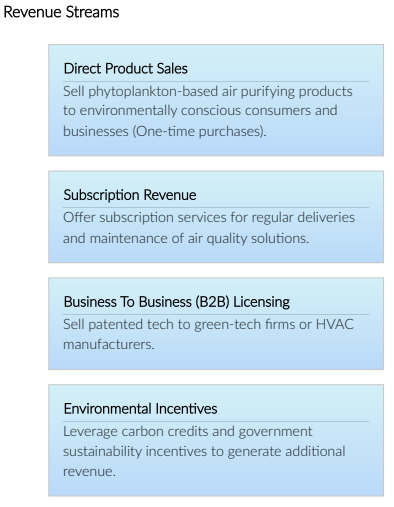 Revenue Streams
Direct Product Sales
Sell phytoplankton-based air purifying products
to environmentally conscious consumers and
businesses (One-time purchases).
Subscription Revenue
Offer subscription services for regular deliveries
and maintenance of air quality solutions.
Business To Business (B2B) Licensing
Sell patented tech to green-tech firms or HVAC
manufacturers.
Environmental Incentives
Leverage carbon credits and government
sustainability incentives to generate additional
revenue.